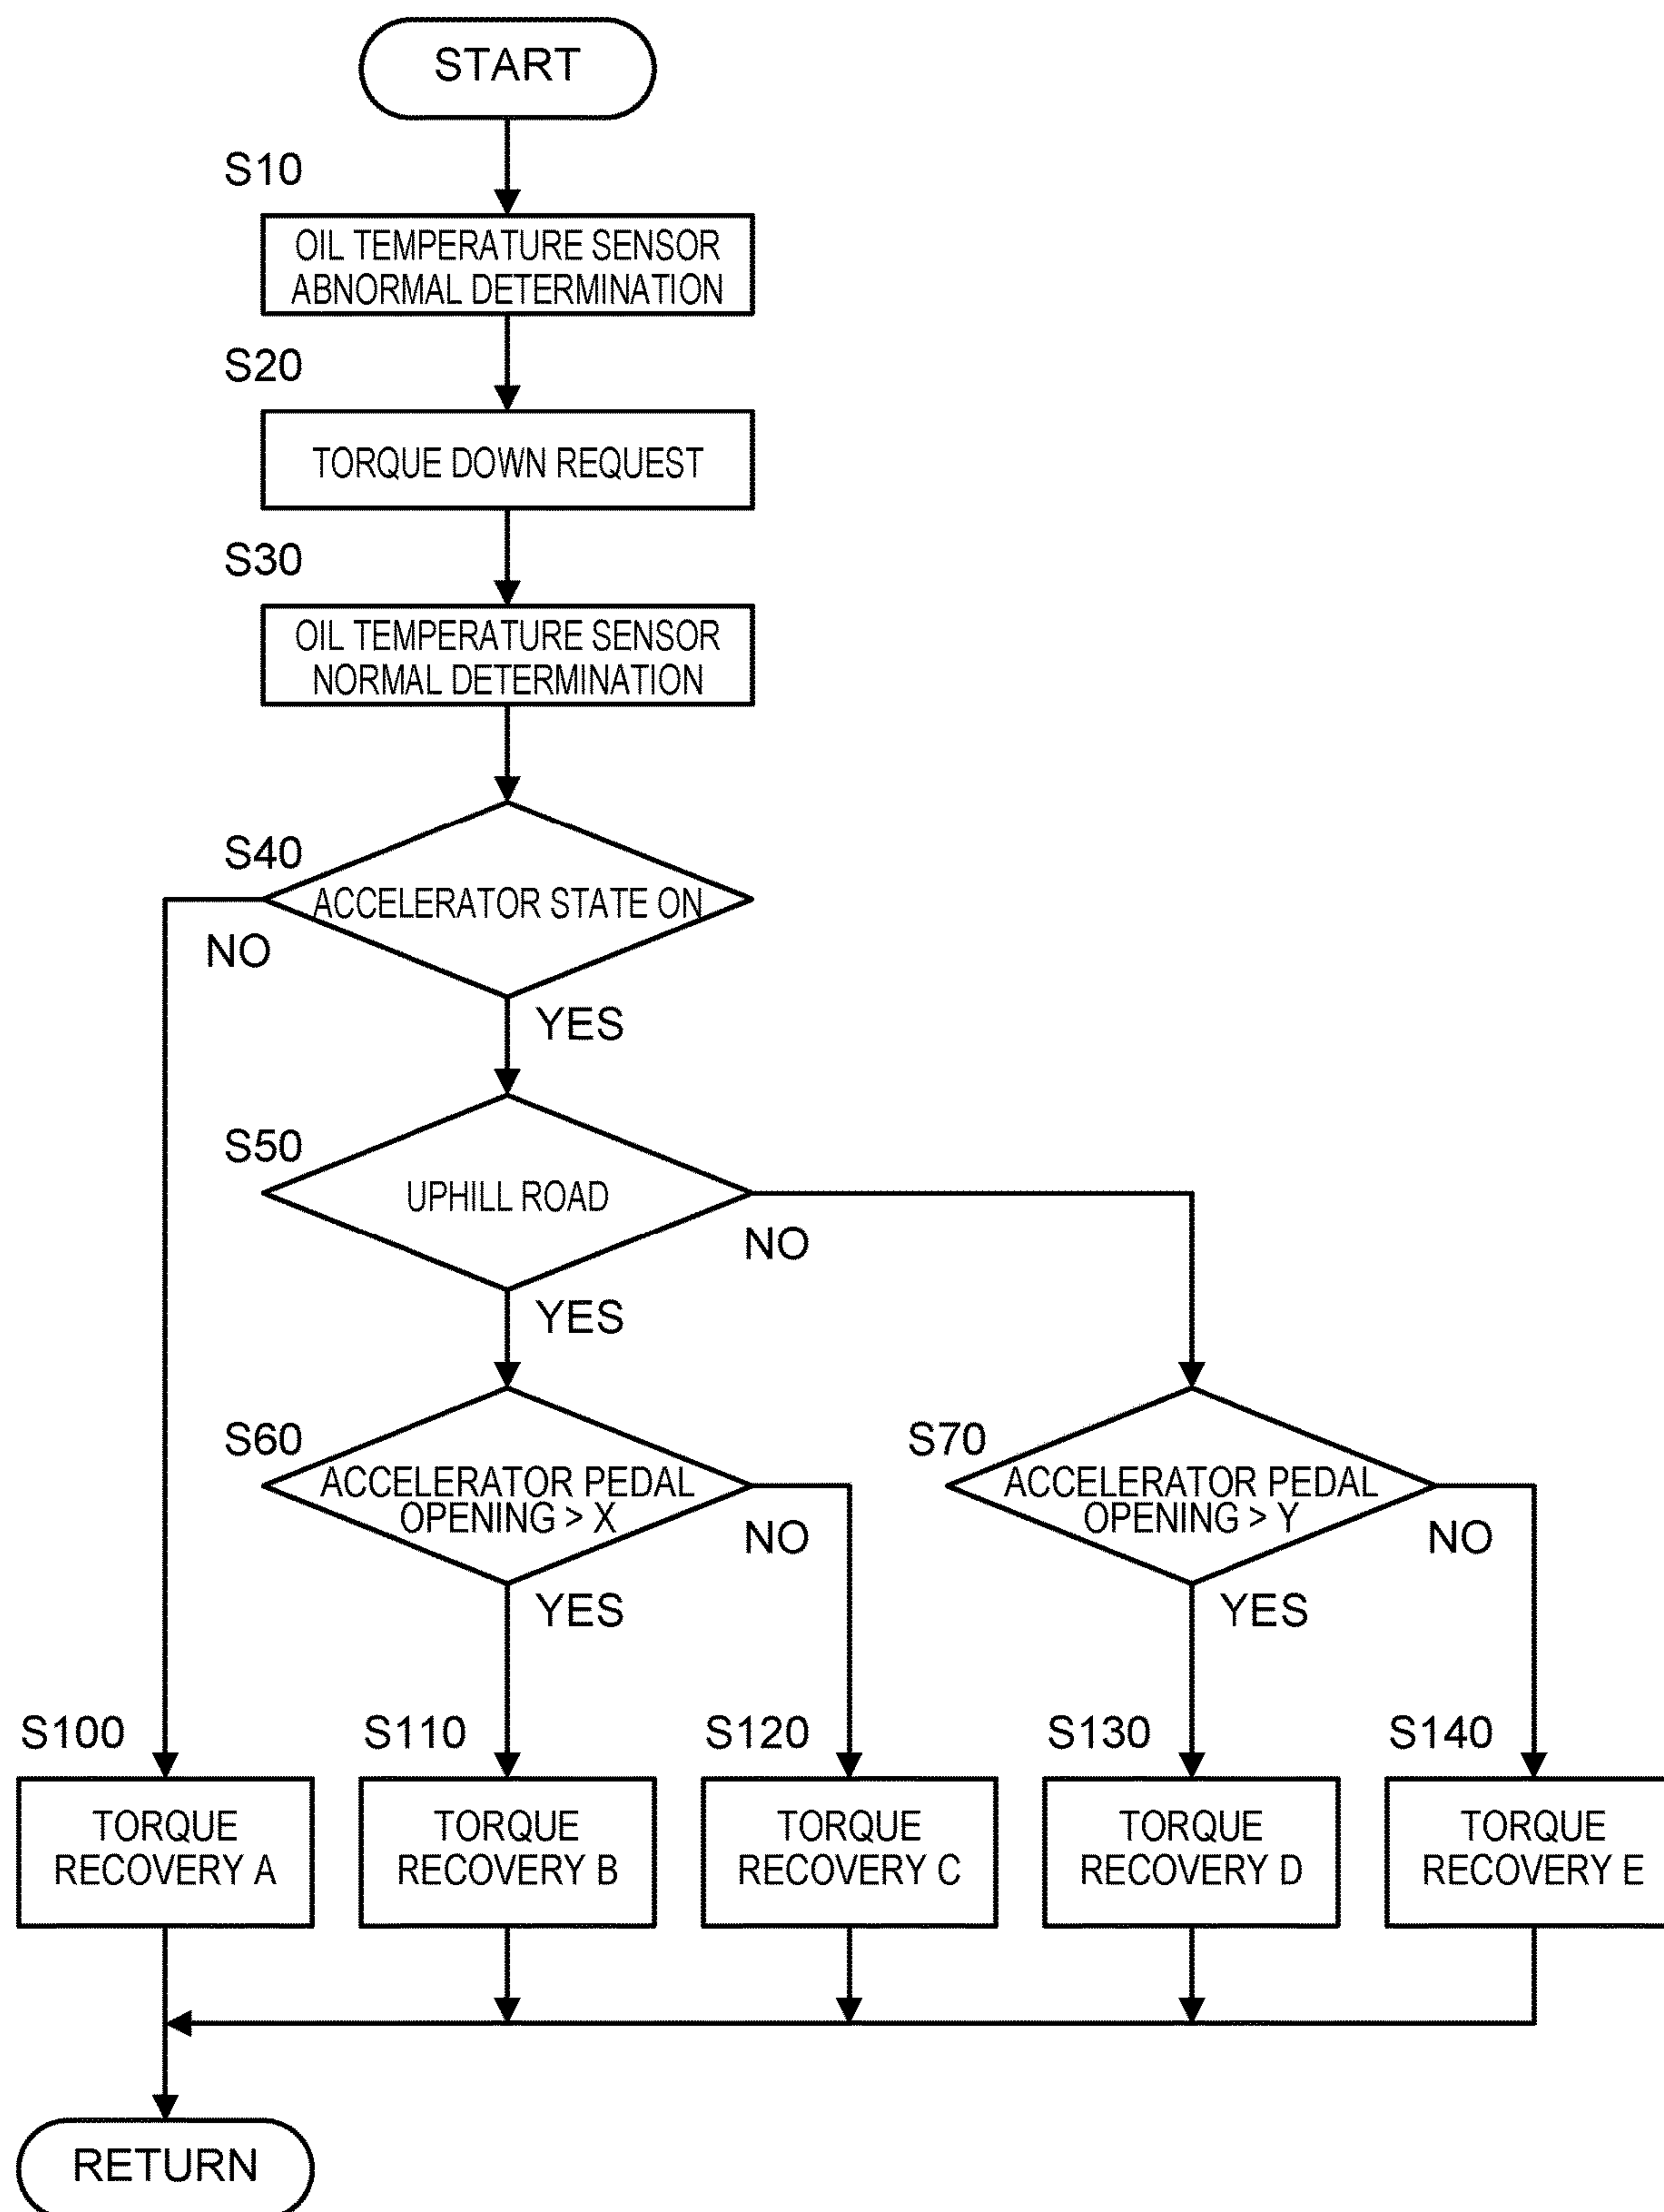 START
S10
OIL TEMPERATURE SENSOR
ABNORMAL DETERMINATION
S20
TORQUE DOWN REQUEST
S30
OIL TEMPERATURE SENSOR
NORMAL DETERMINATION
S40
ACCELERATOR STATE ON
NO
YES
S50
UPHILL ROAD
NO
YES
S60
ACCELERATOR PEDAL
OPENING > X
NO
YES
S70
ACCELERATOR PEDAL
OPENING > Y
NO
YES
S100
TORQUE
RECOVERY A
S110
TORQUE
RECOVERY B
S120
TORQUE
RECOVERY C
S130
TORQUE
RECOVERY D
S140
TORQUE
RECOVERY E
RETURN